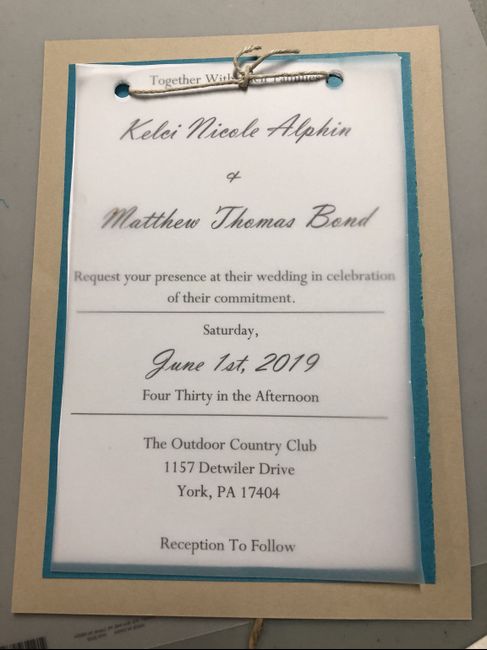 Together With Their Families
Kelci Nicole Alphin
&
Matthew Thomas Bond
Request your presence at their wedding in celebration
of their commitment.
Saturday,
June 1st, 2019
Four Thirty in the Afternoon
The Outdoor Country Club
1157 Detwiler Drive
York, PA 17404
Reception To Follow